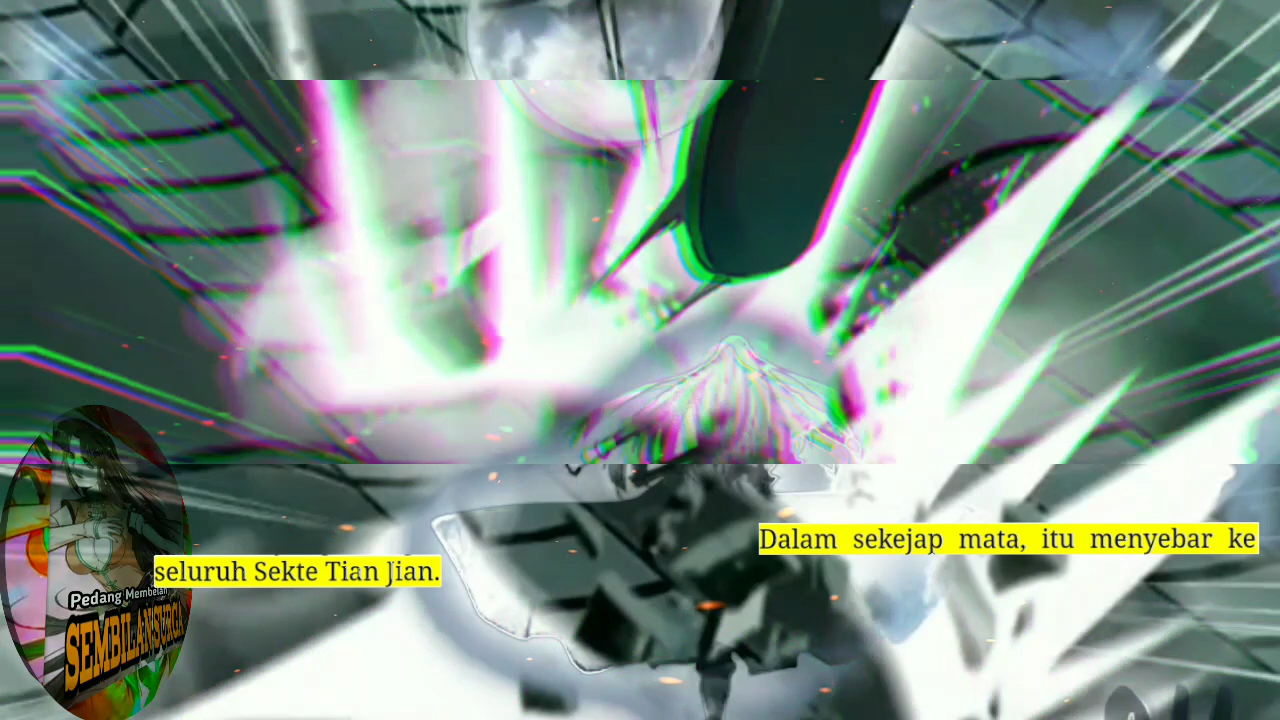 Dalam sekejap mata, itu menyebar ke
seluruh Sekte Tian Jian.
Pedang Membelah
SEMBILAN SURGA